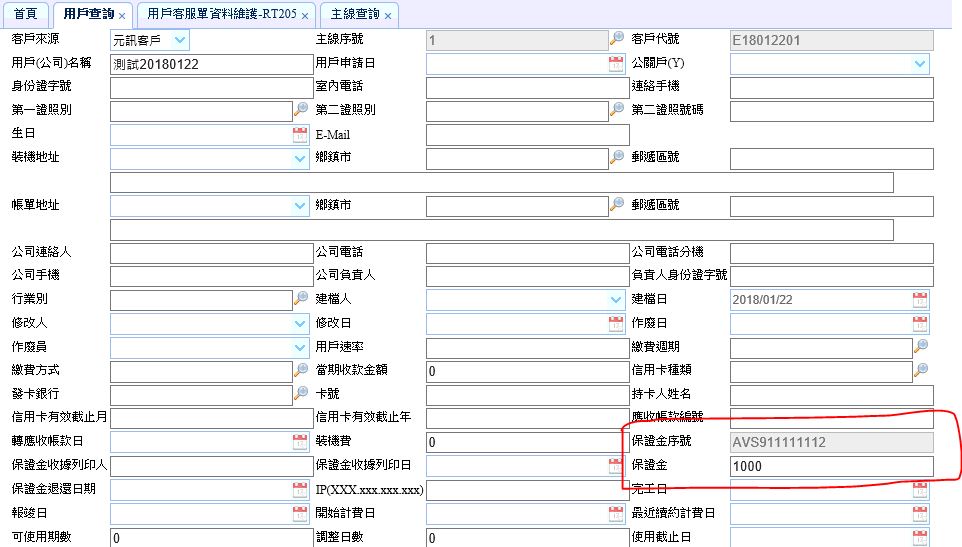 首頁 用戶查詢 × 用戶客服單資料維護-RT205 × 主線查詢 ×
客戶來源 元訊客戶 主線序號 1 客戶代號 E18012201
用戶(公司)名稱 測試20180122 用戶申請日 公關戶(Y)
身份證字號 室內電話 連絡手機
第一證照別 第二證照別 第二證照號碼
生日 E-Mail
裝機地址 鄉鎮市 郵遞區號
帳單地址 鄉鎮市 郵遞區號
公司連絡人 公司電話 公司電話分機
公司手機 公司負責人 負責人身份證字號
行業別 建檔人 建檔日 2018/01/22
修改人 修改日 作廢日
作廢員 用戶速率 繳費週期
繳費方式 當期收款金額 0 信用卡種類
發卡銀行 卡號 持卡人姓名
信用卡有效截止月 信用卡有效截止年 應收帳款編號
轉應收帳款日 裝機費 0 保證金序號 AVS911111112
保證金收據列印人 保證金收據列印日 保證金 1000
保證金退還日期 IP(XXX.xxx.xxx.xxx) 完工日
報竣日 開始計費日 最近續約計費日
可使用期數 0 調整日數 0 使用截止日